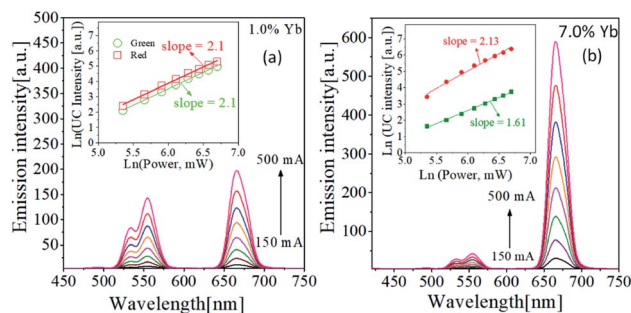 500
450
400
350
300
250
200
150
100
50
Emission intensity[a.u.]
450 500 550 600 650 700 750
Wavelength[nm]
1.0% Yb
(a)
Green
Red
slope = 2.1
slope = 2.1
Ln(UC Intensity [a.u.])
6
5
4
3
2
1
0
5.0 5.5 6.0 6.5 7.0
Ln(Power, mW)
500 mA
150 mA
600
500
400
300
200
100
Emission intensity[a.u.]
450 500 550 600 650 700 750
Wavelength[nm]
7.0% Yb
(b)
slope = 2.13
slope = 1.61
Ln (UC intensity [a.u.])
7
6
5
4
3
2
1
0
5.0 5.5 6.0 6.5 7.0
Ln (Power, mW)
500 mA
150 mA